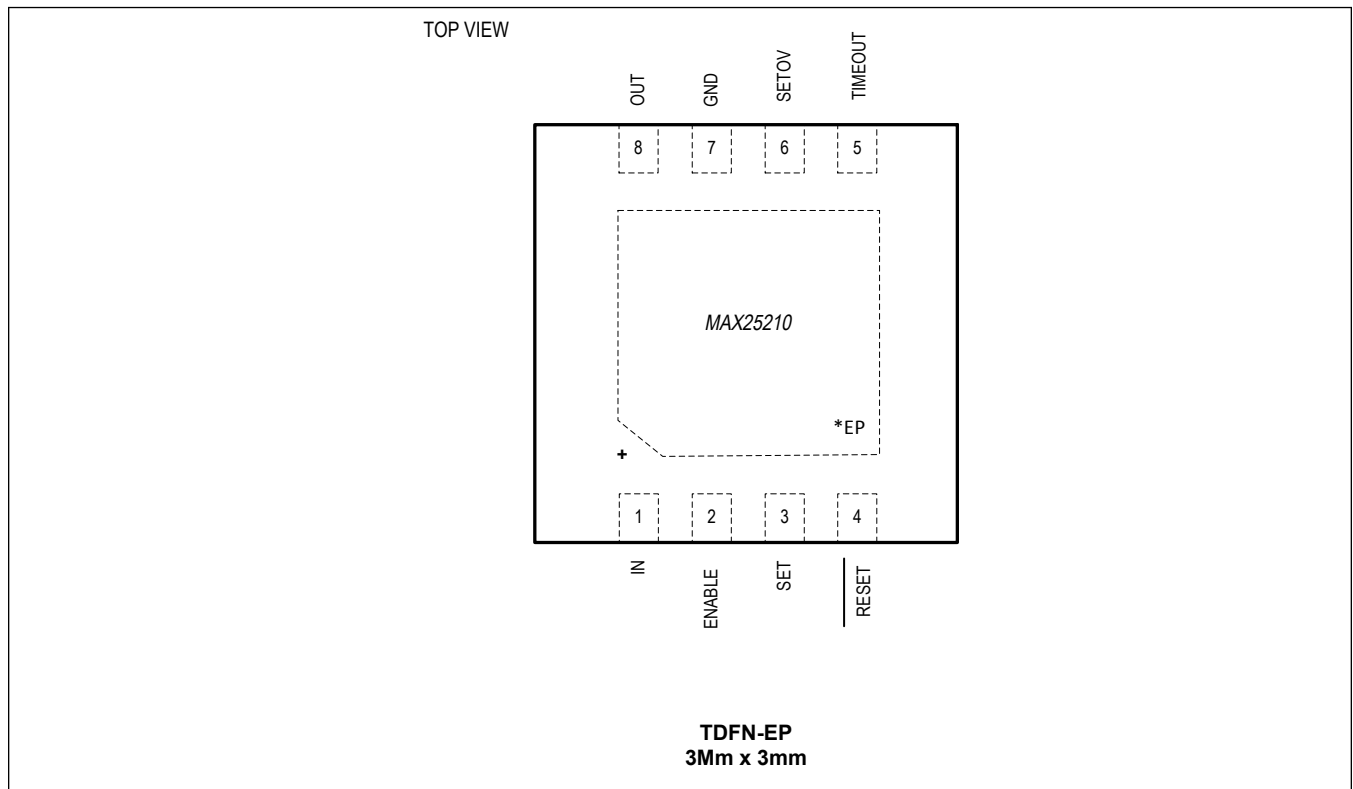 TOP VIEW
OUT
GND
SETOV
TIMEOUT
8
7
6
5
MAX25210
*EP
+
1
2
3
4
IN
ENABLE
SET
RESET
TDFN-EP
3Mm x 3mm